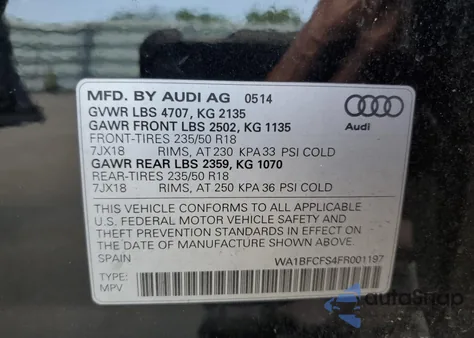 MFD. BY AUDI AG 0514
GVWR LBS 4707, KG 2135
GAWR FRONT LBS 2502, KG 1135
FRONT-TIRES 235/50 R18
7JX18 RIMS, AT 230 KPA 33 PSI COLD
GAWR REAR LBS 2359, KG 1070
REAR-TIRES 235/50 R18
7JX18 RIMS, AT 250 KPA 36 PSI COLD
THIS VEHICLE CONFORMS TO ALL APPLICABLE
U.S. FEDERAL MOTOR VEHICLE SAFETY AND
THEFT PREVENTION STANDARDS IN EFFECT ON
THE DATE OF MANUFACTURE SHOWN ABOVE.
SPAIN WA1BFCFS4FR001197
TYPE:
MPV
autoSnap